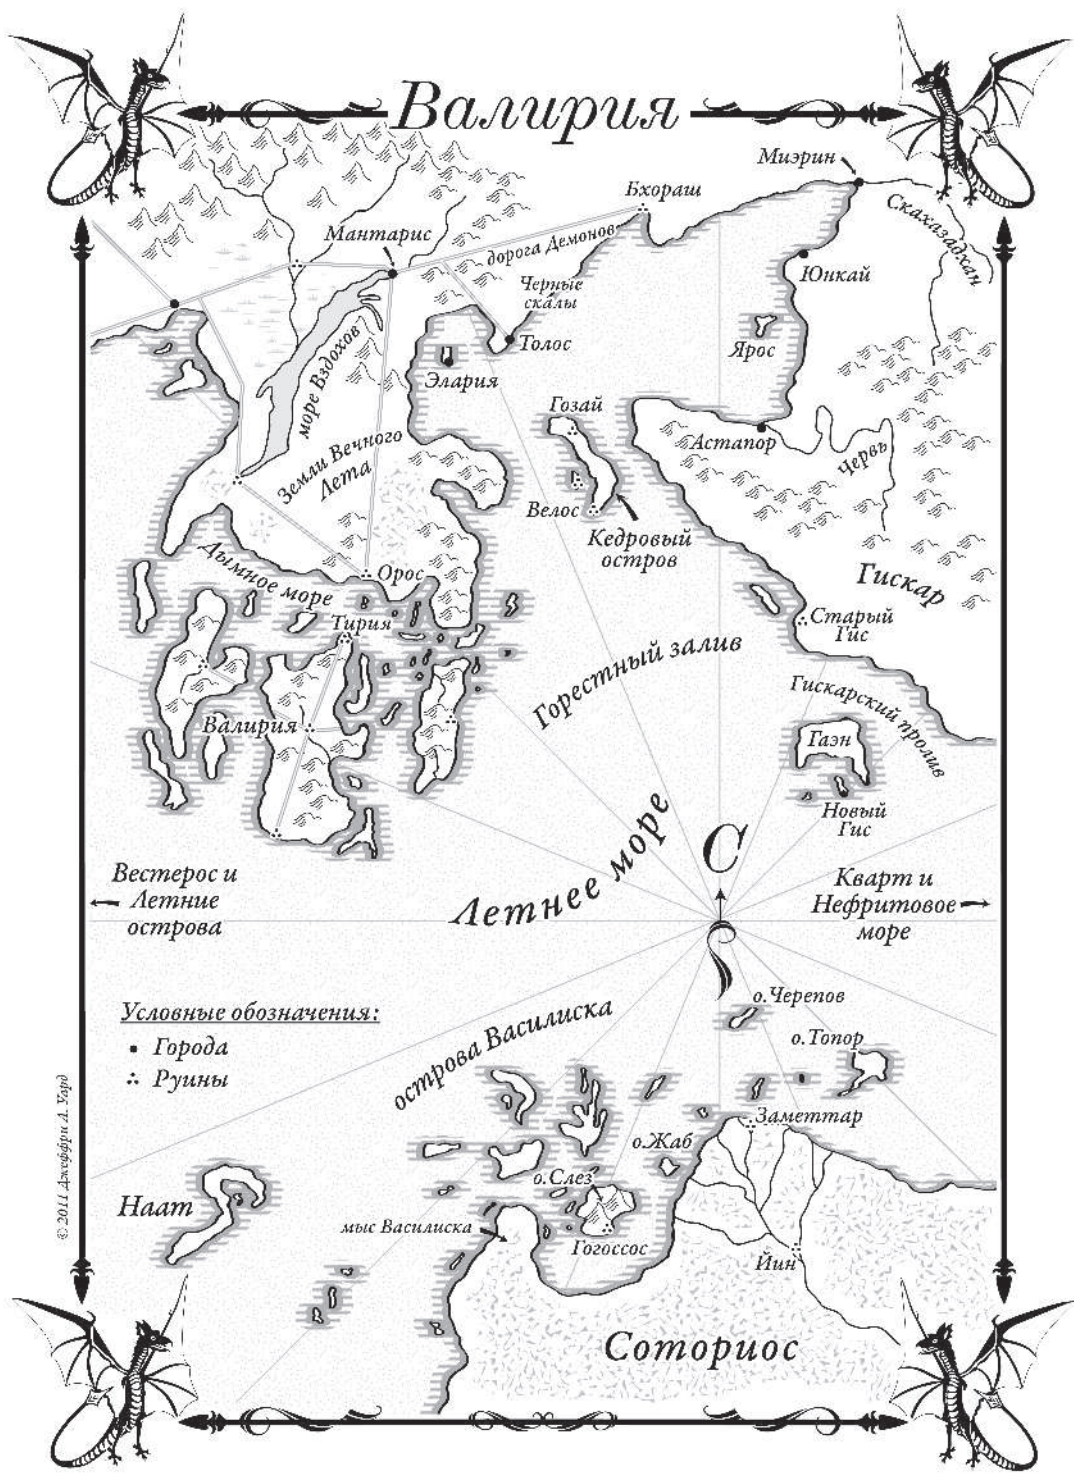 Валирия
Миэрин
Бхораш
Скахазадхан
Мантарис
дорога Демонов
Юнкай
Черные
скалы
Толос
Ярос
море Вздохов
Элария
Гозай
Астапор
Червь
Земли Вечного
Лета
Велос
Кедровый
остров
Гискар
Дымное море
Орос
Тирия
Старый
Гис
Горестный залив
Гискарский пролив
Валирия
Гаэн
Новый
Гис
Летнее море
С
Вестерос и
Летние
острова
Кварт и
Нефритовое
море
Условные обозначения:
Города
Руины
о.Черепов
острова Василиска
о.Топор
Заметтар
о.Жаб
о.Слез
Наат
мыс Василиска
Гогоссос
Йин
Соториос
© 2011 Джеффри Л. Уард